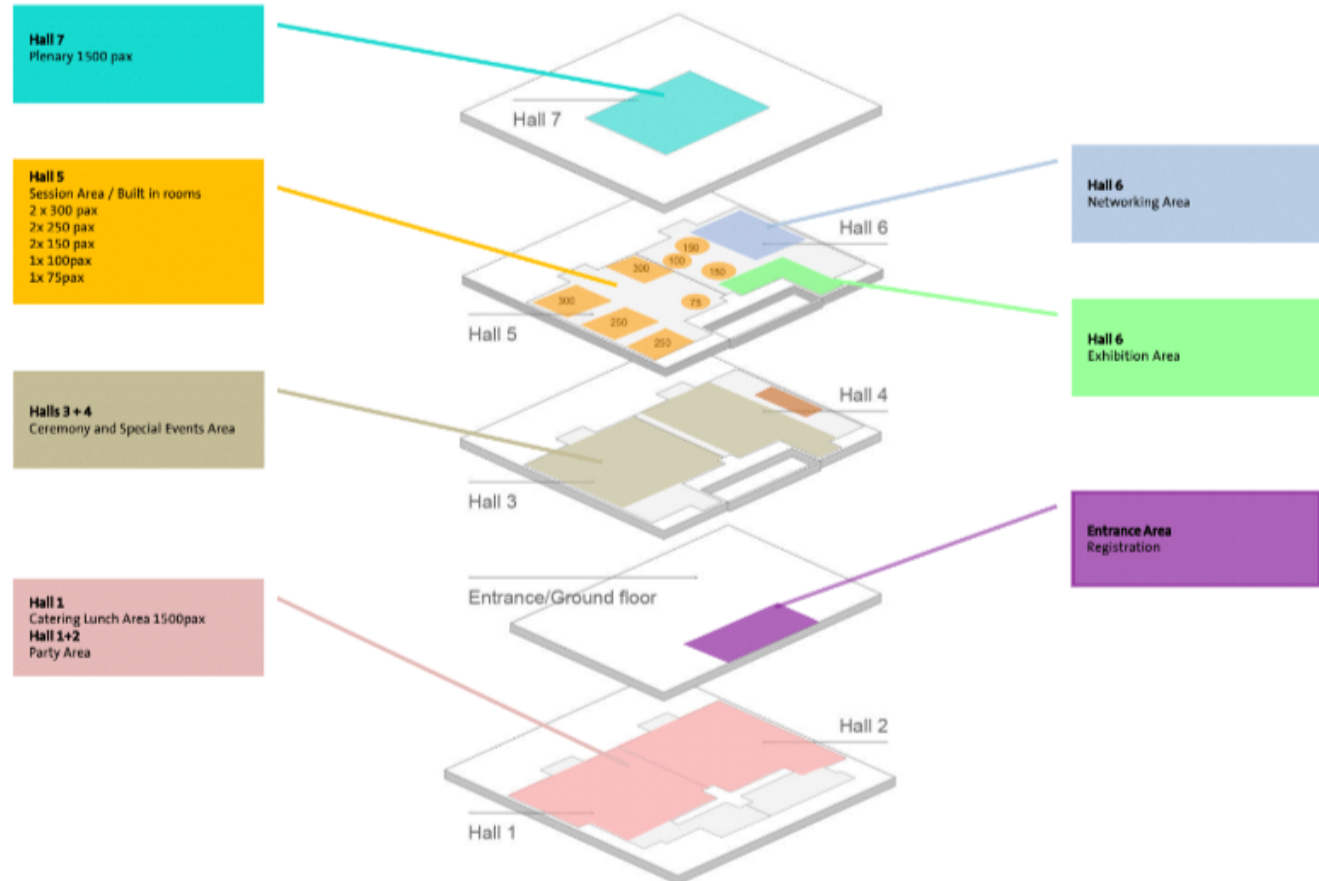 Hall 7
Plenary 1500 pax
Hall 5
Session Area / Built in rooms
2 x 300 pax
2x 250 pax
2x 150 pax
1x 100pax
1x 75pax
Halls 3 + 4
Ceremony and Special Events Area
Hall 1
Catering Lunch Area 1500pax
Hall 1+2
Party Area
Hall 7
Hall 6
150
100
300
150
300
75
250
250
Hall 5
Hall 4
Hall 3
Entrance/Ground floor
Hall 2
Hall 1
Hall 6
Networking Area
Hall 6
Exhibition Area
Entrance Area
Registration